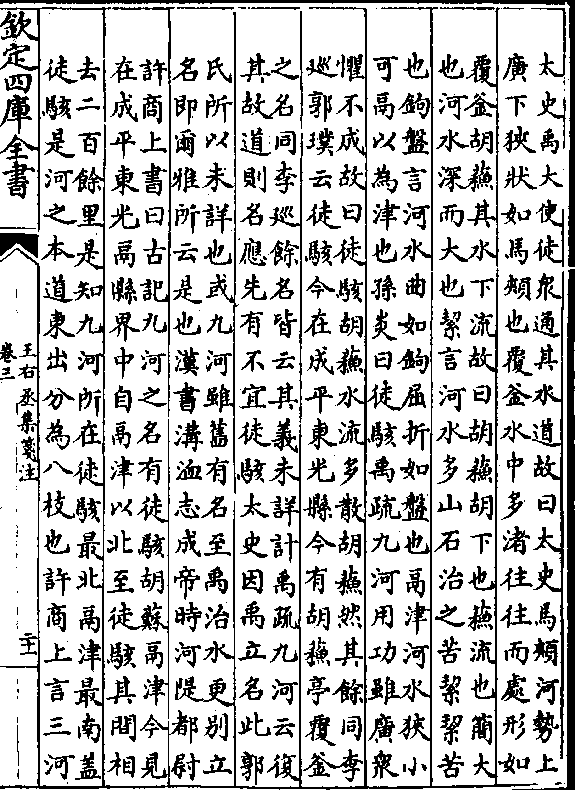 太史禹大使徒衆通其水道故曰太史馬頰河勢上
廣下狹狀如馬頰也覆釜水中多渚往往而處形如
覆釜胡蘓其水下流故曰胡蘓胡下也蘓流也簡大
也河水深而大也絜言河水多山石治之苦絜絜苦
也鉤盤言河水曲如鉤屈折如盤也鬲津河水狹小
可鬲以為津也孫炎曰徒駭禹疏九河用功雖廣衆
懼不成故曰徒駭胡蘓水流多散胡蘓然其餘同李
廵郭璞云徒駭今在成平東光縣今有胡蘓亭覆釜
之名同李廵餘名皆云其義未詳計禹疏九河云復
其故道則名應先有不宜徒駭太史因禹立名此郭
氏所以未詳也或九河雖舊有名至禹治水更別立
名即爾雅所云是也漢書溝洫志成帝時河隄都尉
許商上書曰古記九河之名有徒駭胡蘇鬲津今見
在成平東光鬲縣界中自鬲津以北至徒駭其間相
去二百餘里是知九河所在徒駭最北鬲津最南蓋
徒駭是河之本道東出分為八枝也許商上言三河
欽定四庫全書
王右丞集箋注
卷三